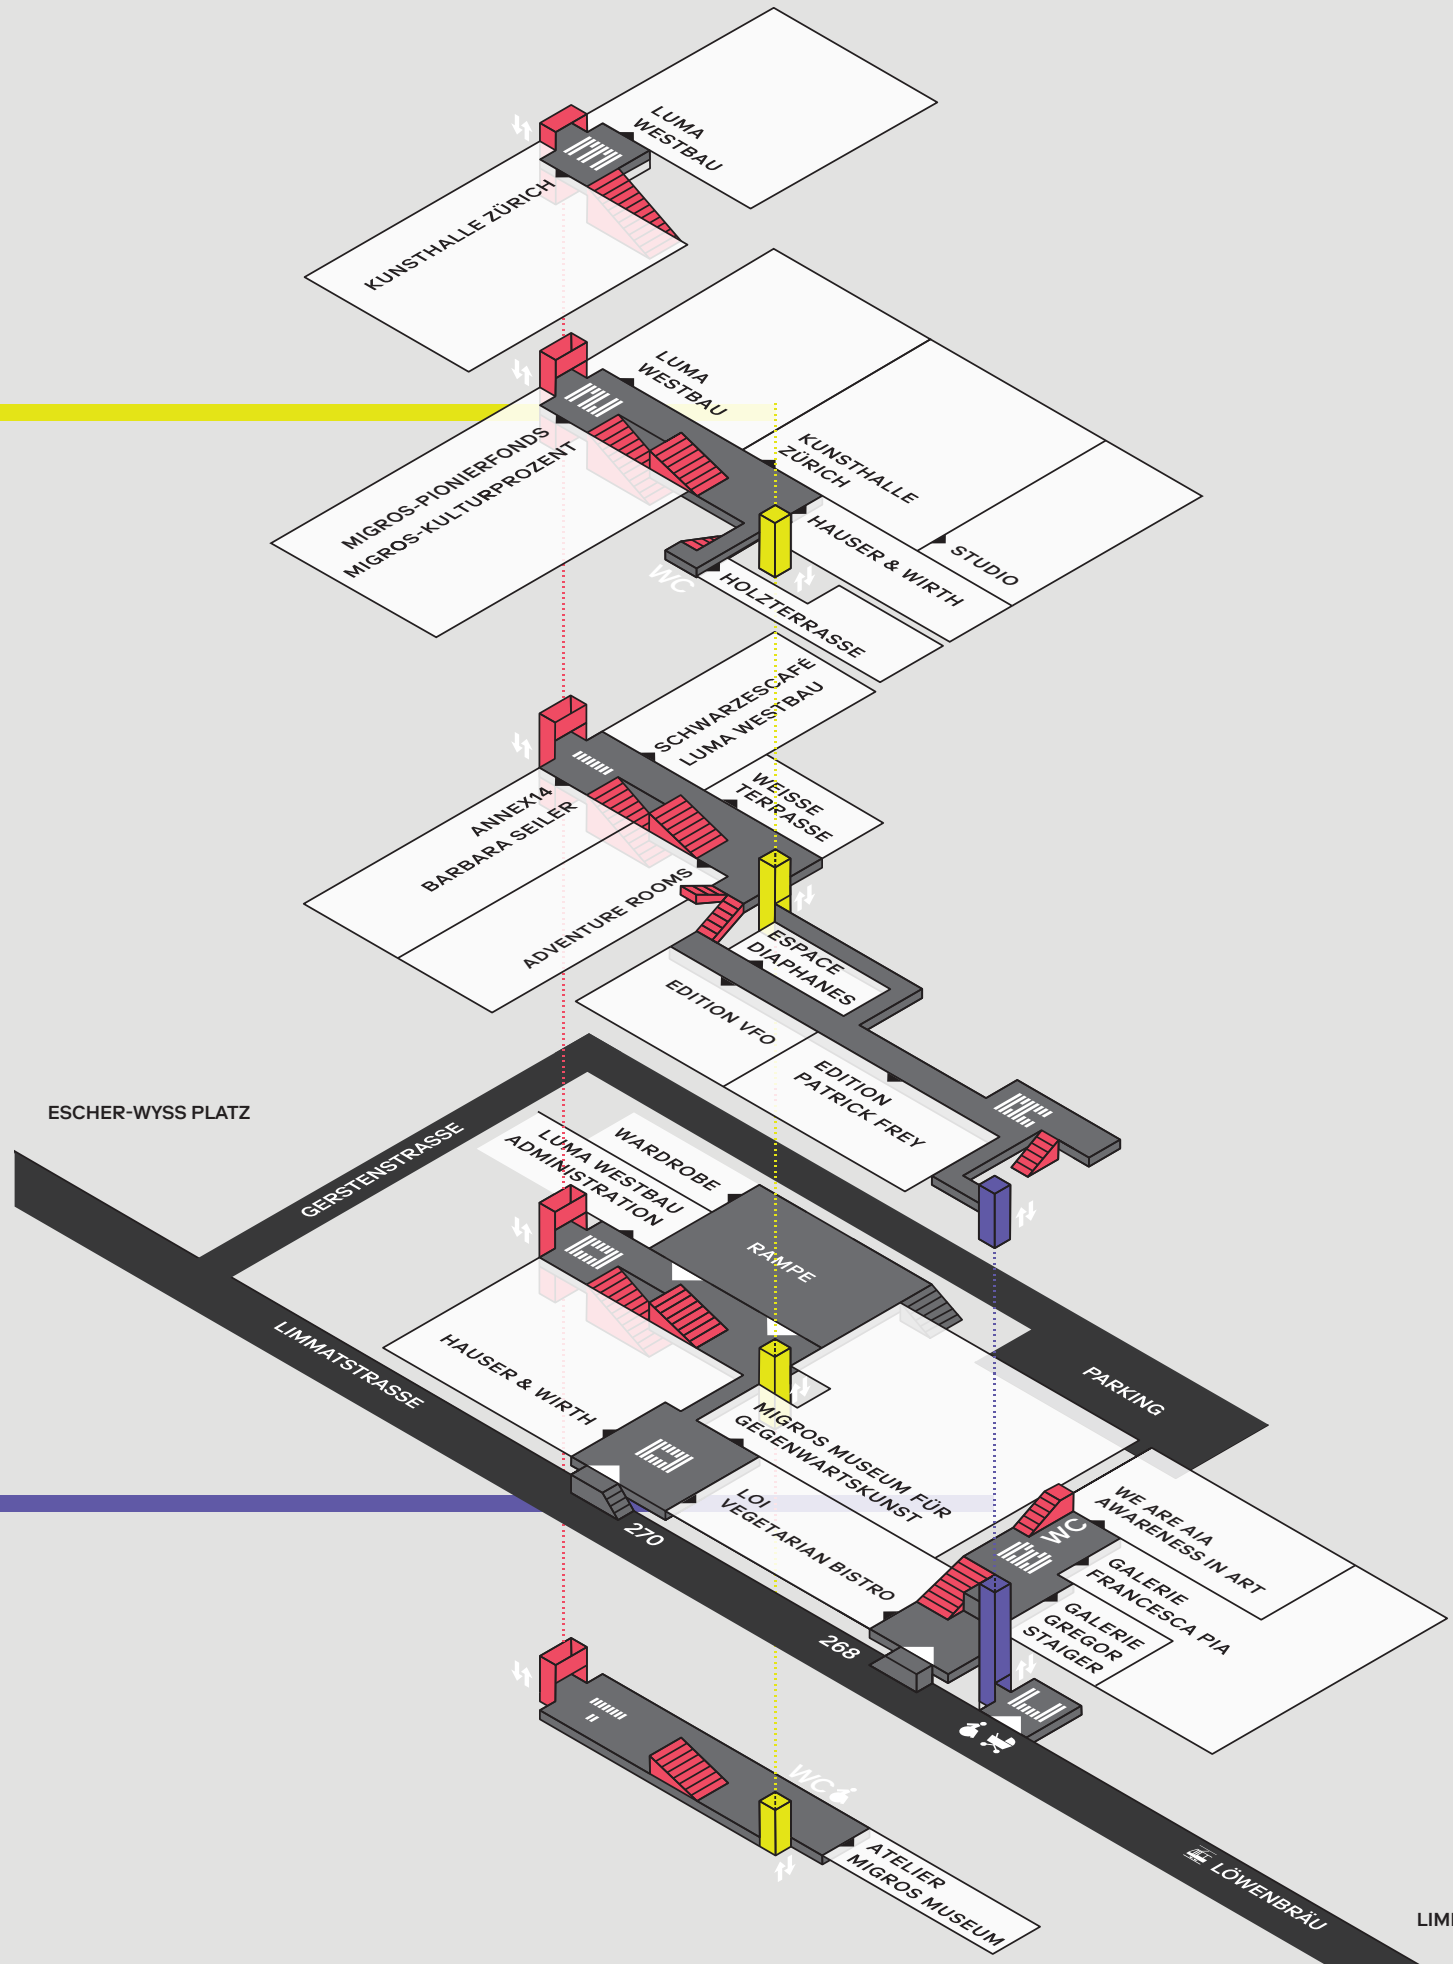 LUMA
WESTBAU
KUNSTHALLE ZÜRICH
LUMA
WESTBAU
KUNSTHALLE
ZÜRICH
STUDIO
HAUSER & WIRTH
MIGROS-PIONIERFONDS
MIGROS-KULTURPROZENT
WC
HOLZTERRASSE
SCHWARZESCAFÉ
LUMA WESTBAU
WEISSE
TERRASSE
ANNEX14
BARBARA SEILER
ADVENTURE ROOMS
ESPACE
DIAPHANES
EDITION VFO
EDITION
PATRICK FREY
ESCHER-WYSS PLATZ
GERSTENSTRASSE
WARDROBE
LUMA WESTBAU
ADMINISTRATION
RAMPE
LIMMATSTRASSE
HAUSER & WIRTH
PARKING
MIGROS MUSEUM FÜR
GEGENWARTSKUNST
LOI
VEGETARIAN BISTRO
WE ARE AIA
AWARENESS IN ART
WC
GALERIE
FRANCESCA PIA
GALERIE
GREGOR
STAIGER
270
268
WC
ATELIER
MIGROS MUSEUM
LÖWENBRÄU